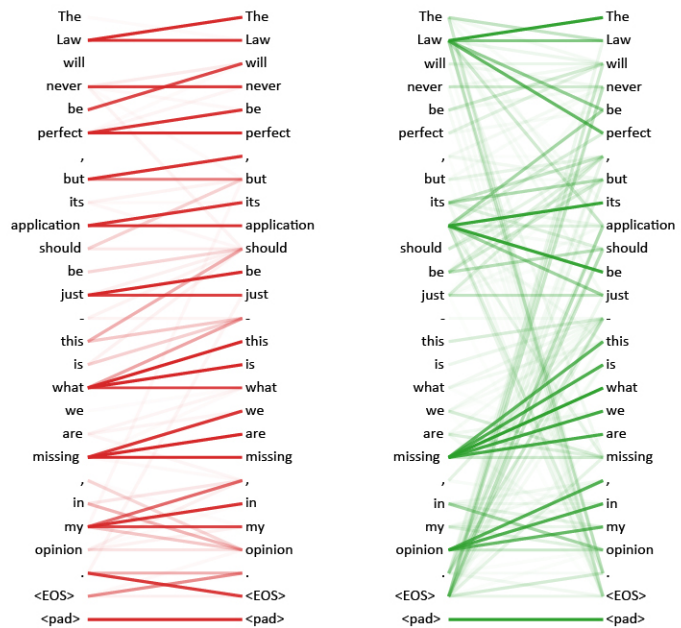 The The The The
Law Law Law Law
will will will will
never never never never
be be be be
perfect perfect perfect perfect
, , , ,
but but but but
its its its its
application application application application
should should should should
be be be be
just just just just
- - - -
this this this this
is is is is
what what what what
we we we we
are are are are
missing missing missing missing
, , , ,
in in in in
my my my my
opinion opinion opinion opinion
. . . .
<EOS> <EOS> <EOS> <EOS>
<pad> <pad> <pad> <pad>